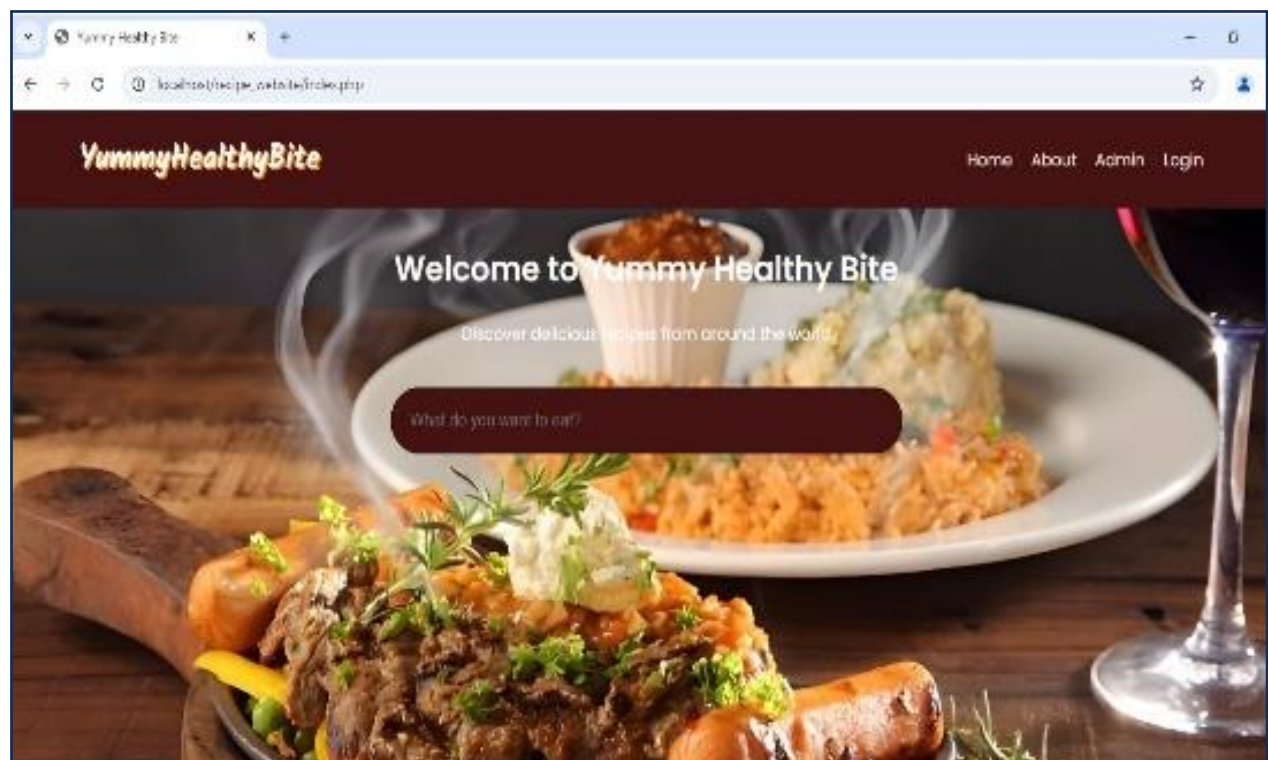 Yummy Healthy Bite
localhost/recipe_website/index.php
YummyHealthyBite
Home About Admin Login
Welcome to Yummy Healthy Bite
Discover delicious recipes from around the world
What do you want to eat?